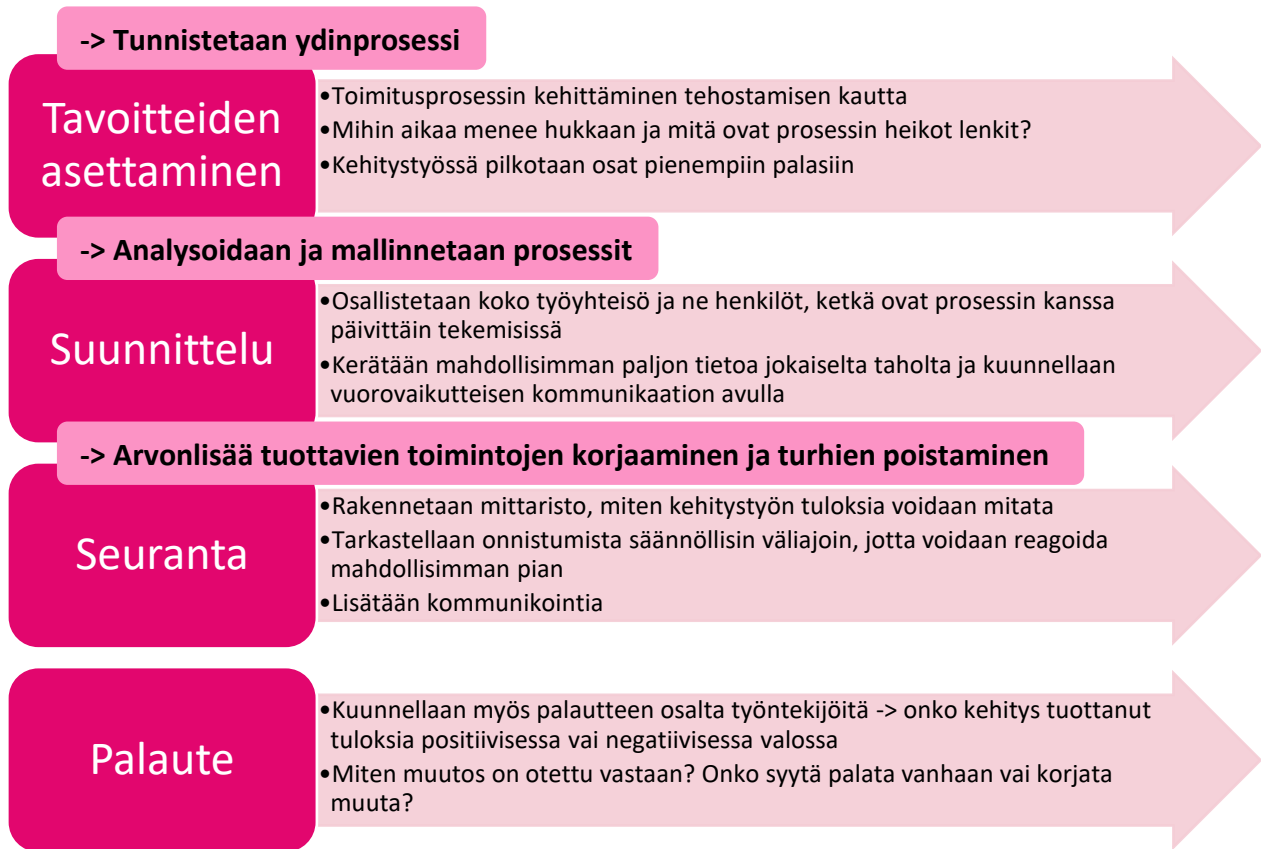 -> Tunnistetaan ydinprosessi
Tavoitteiden
asettaminen
•Toimitusprosessin kehittäminen tehostamisen kautta
•Mihin aikaa menee hukkaan ja mitä ovat prosessin heikot lenkit?
•Kehitystyössä pilkotaan osat pienempiin palasiin
-> Analysoidaan ja mallinnetaan prosessit
Suunnittelu
•Osallistetaan koko työyhteisö ja ne henkilöt, ketkä ovat prosessin kanssa
päivittäin tekemisissä
•Kerätään mahdollisimman paljon tietoa jokaiselta taholta ja kuunnellaan
vuorovaikutteisen kommunikaation avulla
-> Arvonlisää tuottavien toimintojen korjaaminen ja turhien poistaminen
Seuranta
•Rakennetaan mittaristo, miten kehitystyön tuloksia voidaan mitata
•Tarkastellaan onnistumista säännöllisin väliajoin, jotta voidaan reagoida
mahdollisimman pian
•Lisätään kommunikointia
Palaute
•Kuunnellaan myös palautteen osalta työntekijöitä -> onko kehitys tuottanut
tuloksia positiivisessa vai negatiivisessa valossa
•Miten muutos on otettu vastaan? Onko syytä palata vanhaan vai korjata
muuta?